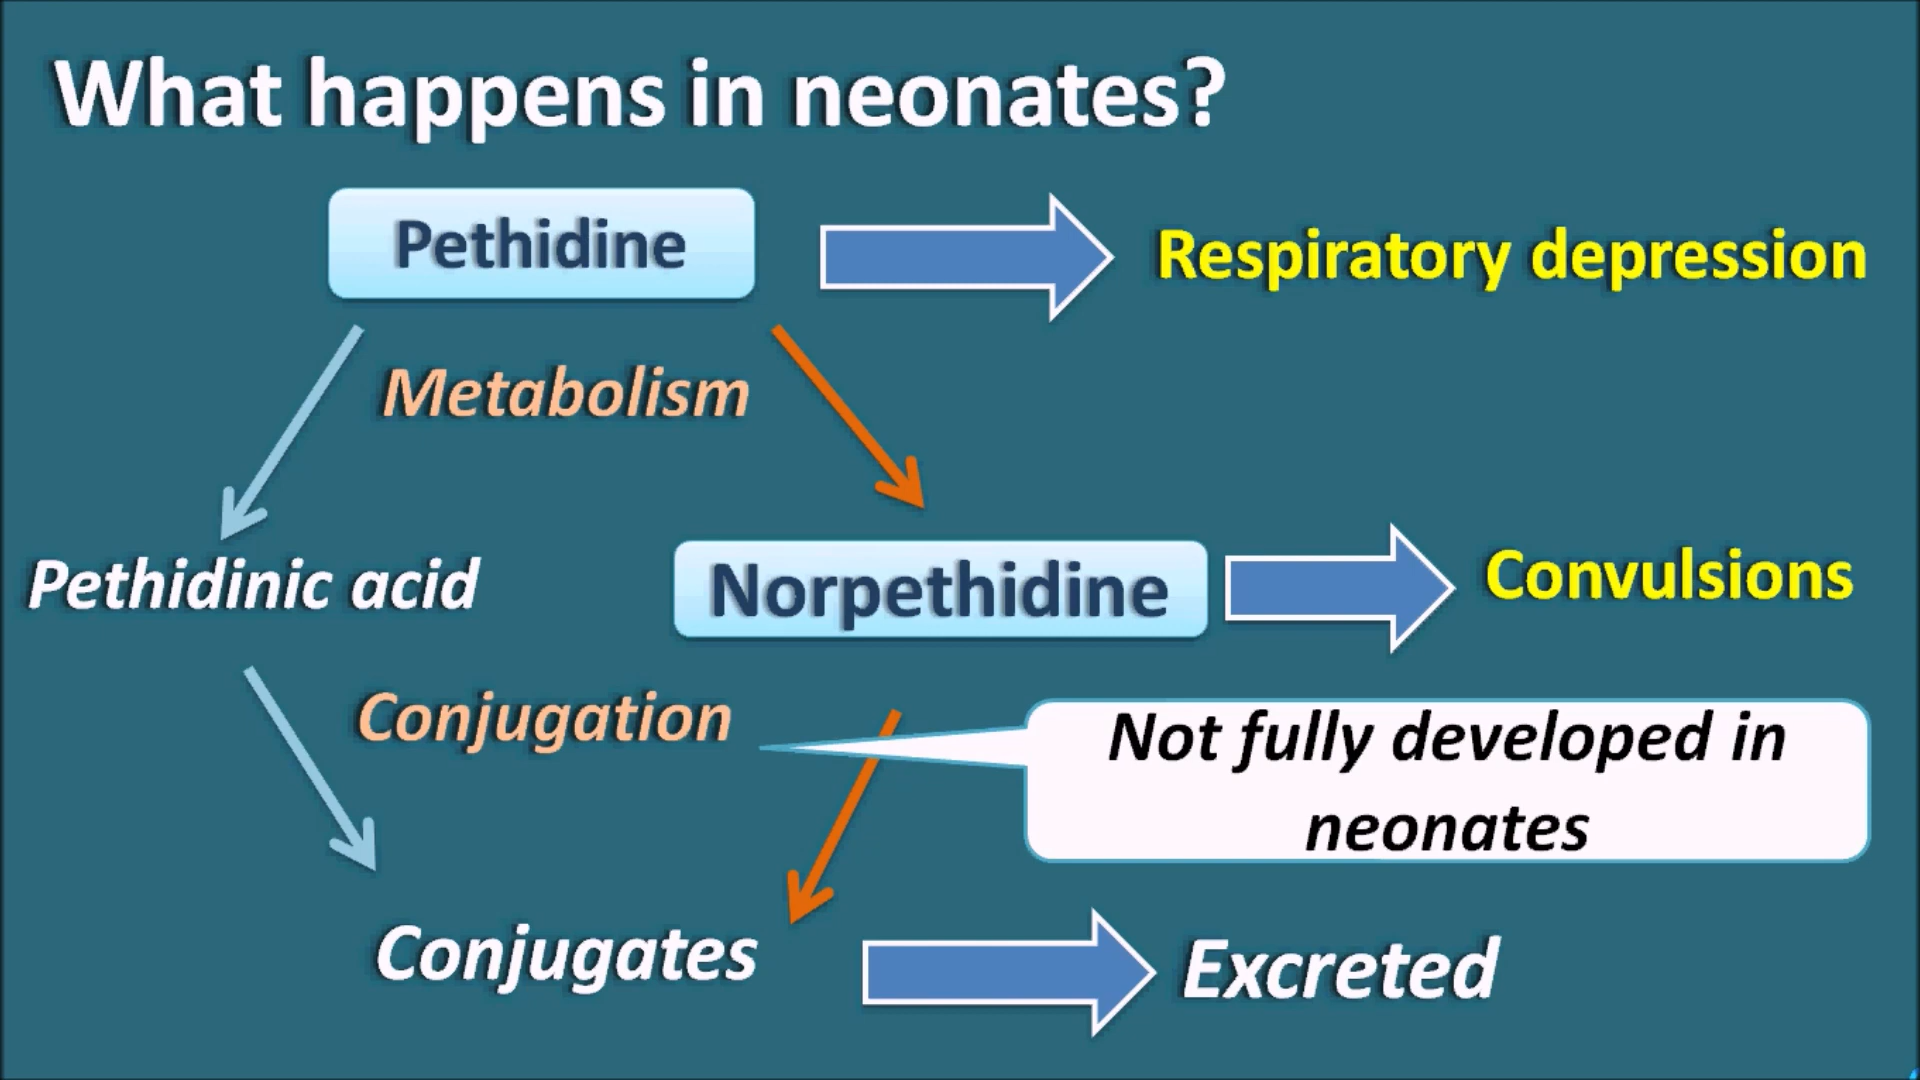 What happens in neonates?
Pethidine
Respiratory depression
Metabolism
Pethidinic acid
Norpethidine
Convulsions
Conjugation
Not fully developed in
neonates
Conjugates
Excreted